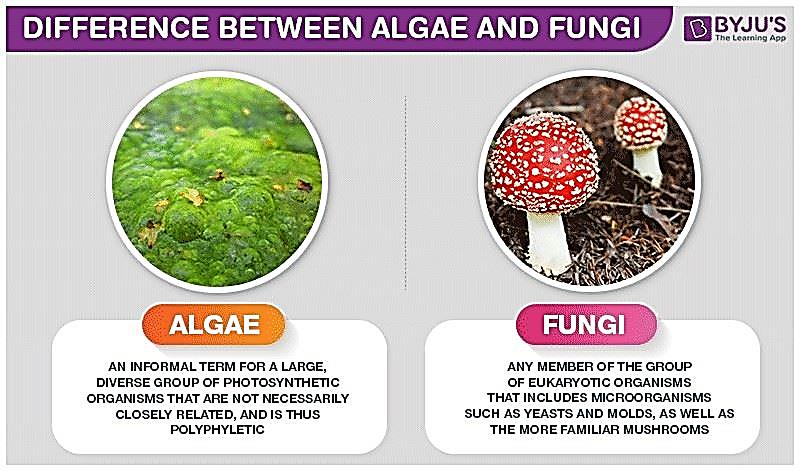 DIFFERENCE BETWEEN ALGAE AND FUNGI
BYJU'S
The Learning App
ALGAE
AN INFORMAL TERM FOR A LARGE,
DIVERSE GROUP OF PHOTOSYNTHETIC
ORGANISMS THAT ARE NOT NECESSARILY
CLOSELY RELATED, AND IS THUS
POLYPHYLETIC
FUNGI
ANY MEMBER OF THE GROUP
OF EUKARYOTIC ORGANISMS
THAT INCLUDES MICROORGANISMS
SUCH AS YEASTS AND MOLDS, AS WELL AS
THE MORE FAMILIAR MUSHROOMS